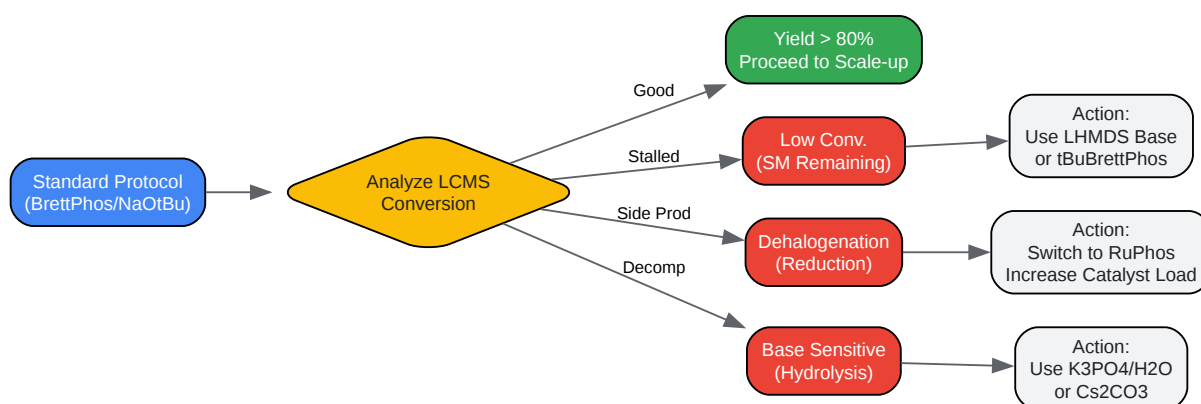 Standard Protocol
(BrettPhos/NaOtBu)
Analyze LCMS
Conversion
Good
Yield > 80%
Proceed to Scale-up
Stalled
Low Conv.
(SM Remaining)
Action:
Use LHMDS Base
or tBuBrettPhos
Side Prod
Dehalogenation
(Reduction)
Action:
Switch to RuPhos
Increase Catalyst Load
Decomp
Base Sensitive
(Hydrolysis)
Action:
Use K3PO4/H2O
or Cs2CO3